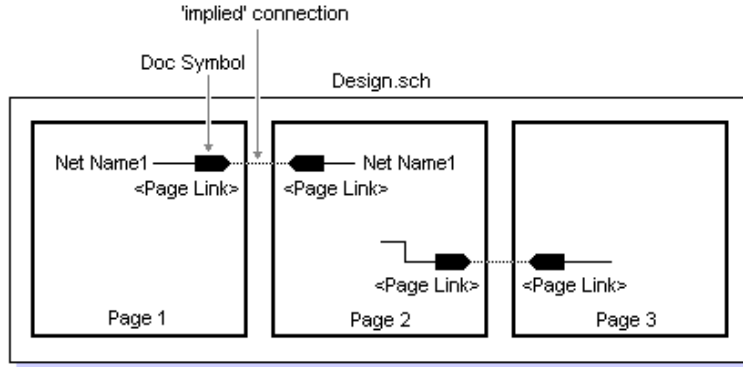 'implied' connection
Doc Symbol
Design.sch
Net Name1
Net Name1
<Page Link>
<Page Link>
<Page Link>
<Page Link>
Page 1
Page 2
Page 3